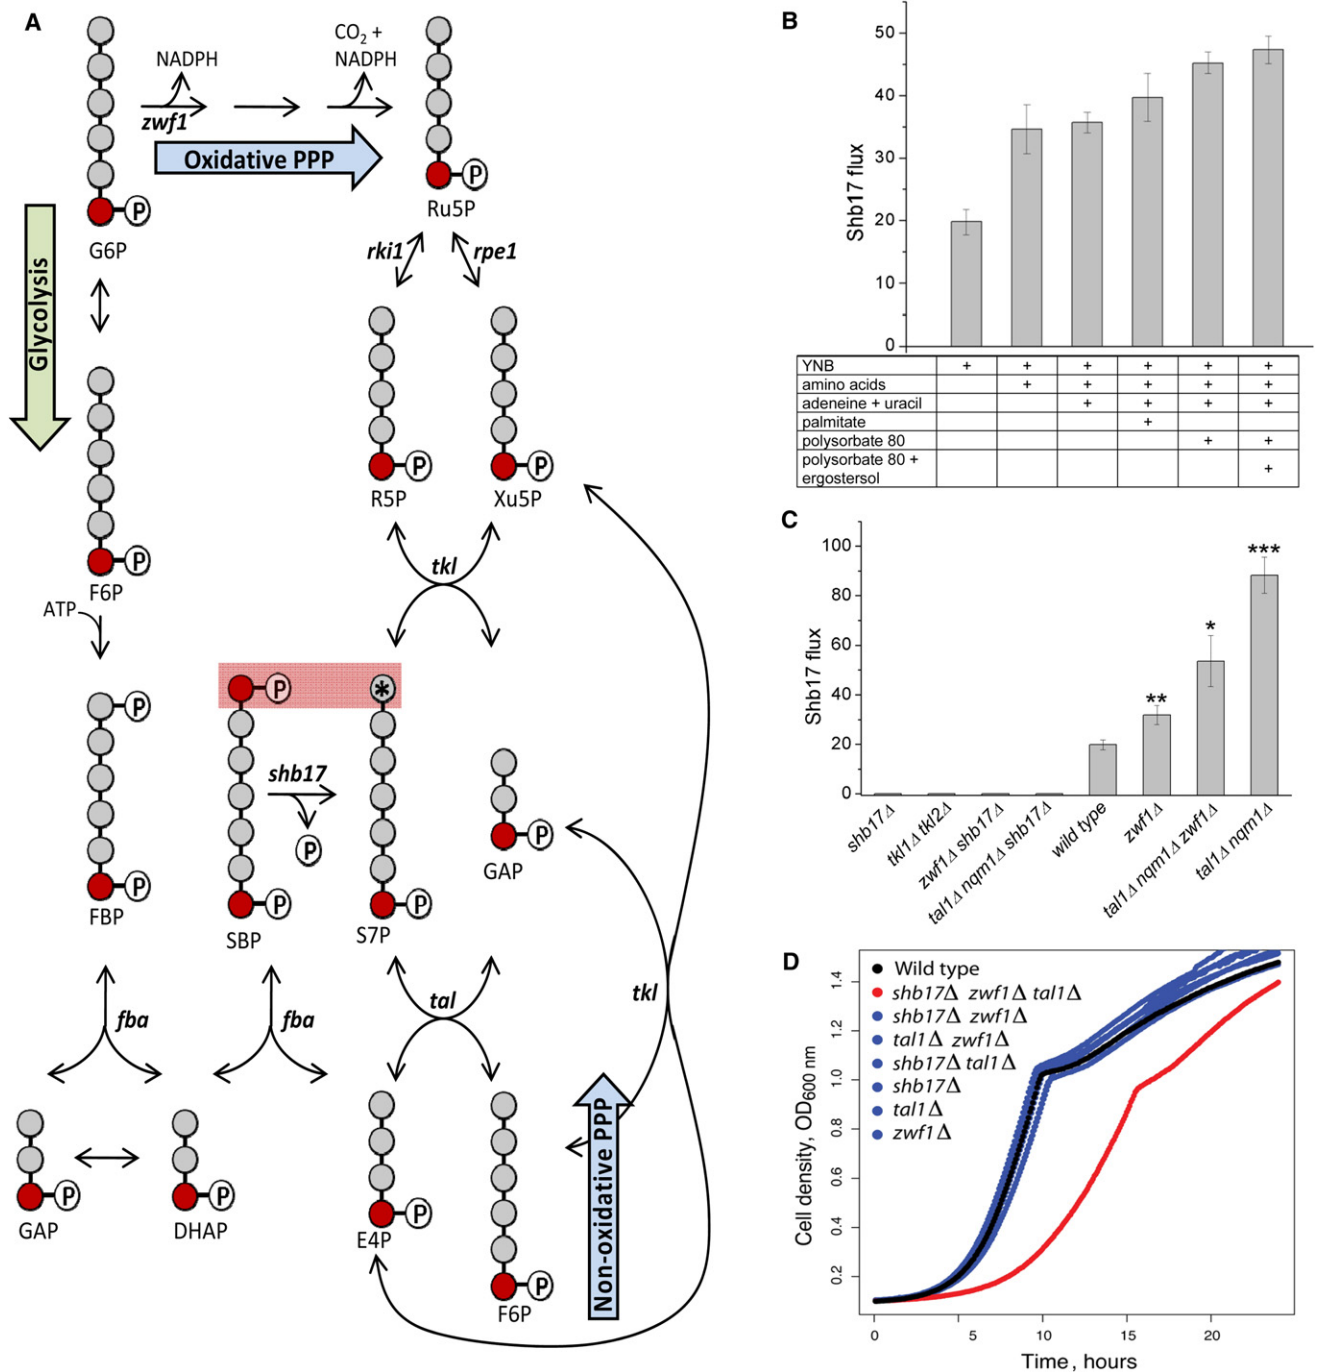 A
NADPH
CO2 +
NADPH
zwf1
Oxidative PPP
P
G6P
P
Ru5P
Glycolysis
rki1
rpe1
P
R5P
P
Xu5P
P
F6P
ATP
tkl
P
P
*
shb17
P
P
GAP
P
FBP
P
SBP
P
S7P
fba
fba
tal
tkl
P
GAP
P
DHAP
P
E4P
P
F6P
Non-oxidative PPP
B
Shb17 flux
50
40
30
20
10
0
YNB + + + + + +
amino acids + + + + +
adeneine + uracil + + + +
palmitate +
polysorbate 80 + +
polysorbate 80 +
ergostersol +
C
Shb17 flux
100
80
60
40
20
0
** * ***
shb17Δ
tkl1Δ tkl2Δ
zwf1Δ shb17Δ
tal1Δ nqm1Δ shb17Δ
wild type
zwf1Δ
tal1Δ nqm1Δ zwf1Δ
tal1Δ nqm1Δ
D
Cell density, OD600 nm
1.4
1.2
1.0
0.8
0.6
0.4
0.2
Wild type
shb17Δ zwf1Δ tal1Δ
shb17Δ zwf1Δ
tal1Δ zwf1Δ
shb17Δ tal1Δ
shb17Δ
tal1Δ
zwf1Δ
0 5 10 15 20
Time, hours